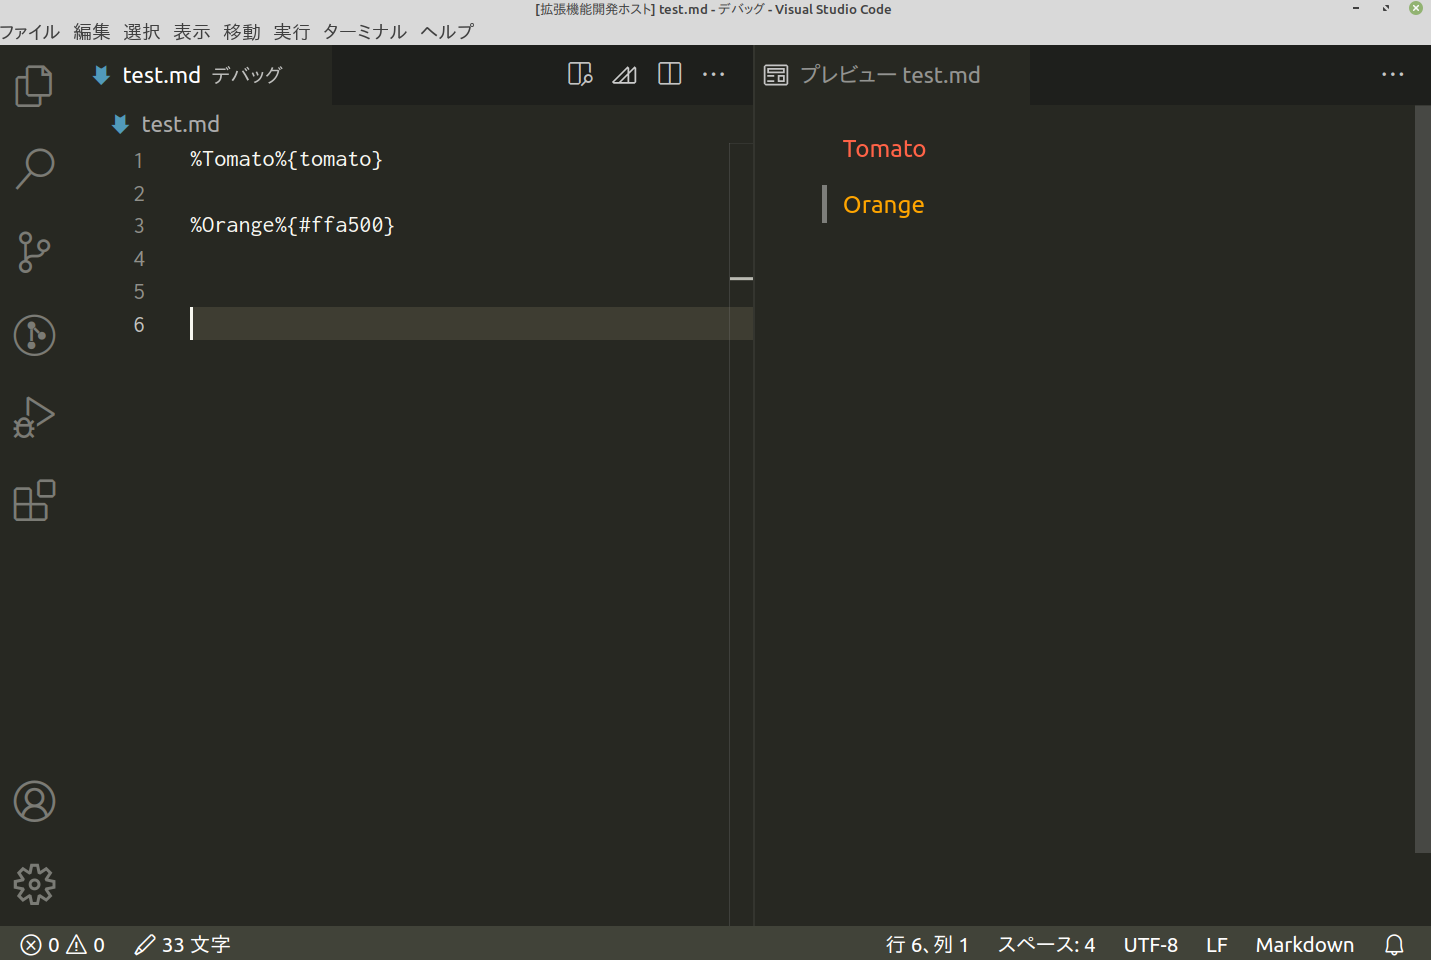 [拡張機能開発ホスト] test.md - デバッグ - Visual Studio Code
ファイル 編集 選択 表示 移動 実行 ターミナル ヘルプ
test.md デバッグ
プレビュー test.md
test.md
1 %Tomato%{tomato}
2
3 %Orange%{#ffa500}
4
5
6
Tomato
Orange
0 0 33 文字
行 6、列 1 スペース: 4 UTF-8 LF Markdown